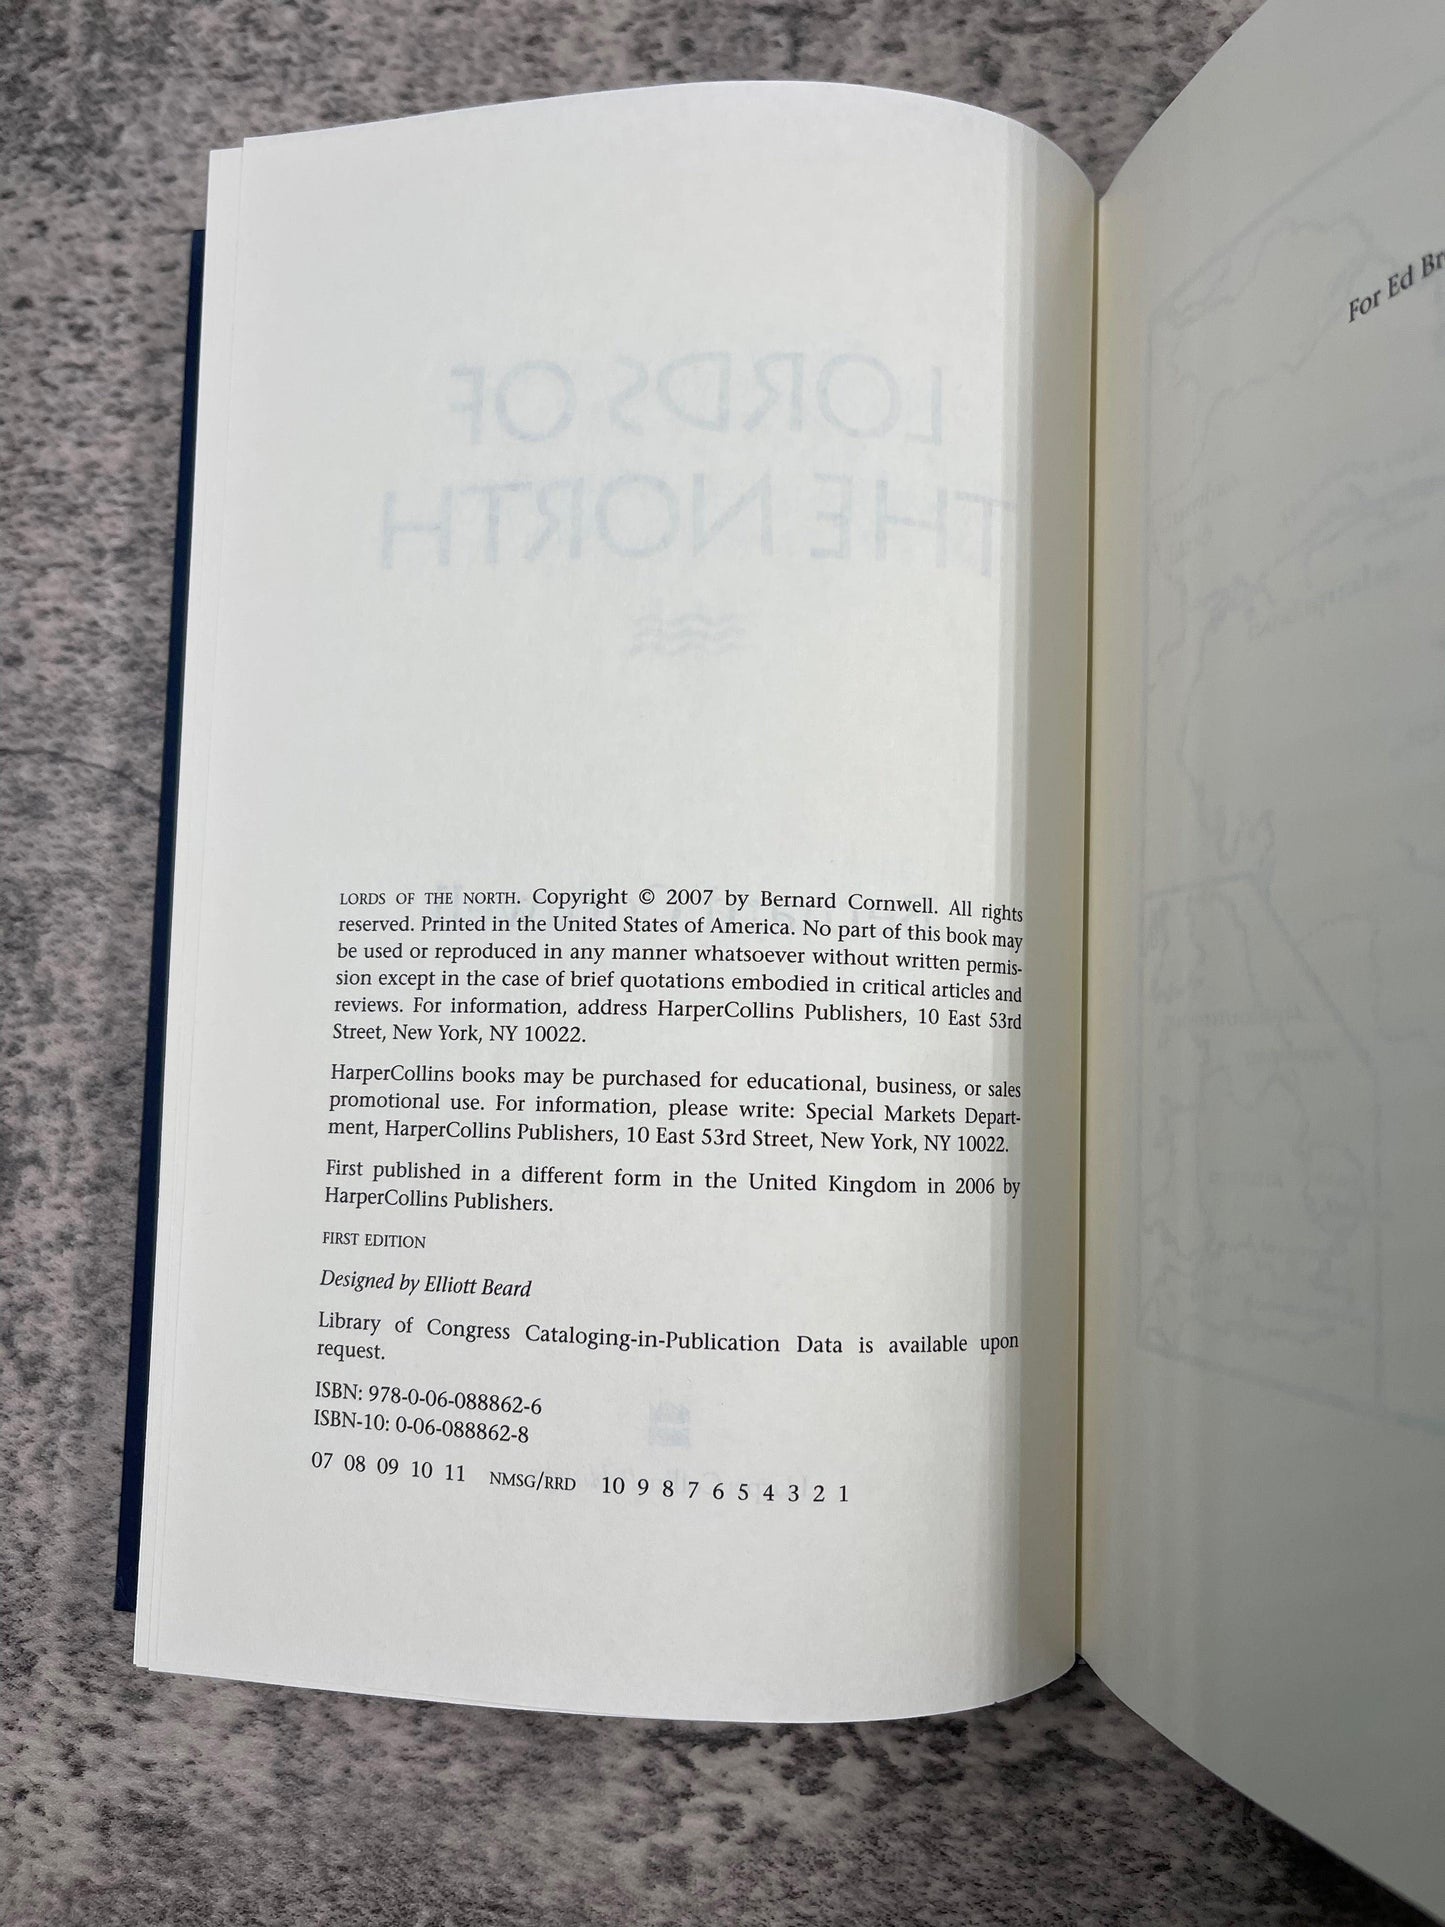 LORDS OF
THE NORTH
LORDS OF THE NORTH. Copyright © 2007 by Bernard Cornwell. All rights
reserved. Printed in the United States of America. No part of this book may
be used or reproduced in any manner whatsoever without written permis-
sion except in the case of brief quotations embodied in critical articles and
reviews. For information, address HarperCollins Publishers, 10 East 53rd
Street, New York, NY 10022.
HarperCollins books may be purchased for educational, business, or sales
promotional use. For information, please write: Special Markets Depart-
ment, HarperCollins Publishers, 10 East 53rd Street, New York, NY 10022.
First published in a different form in the United Kingdom in 2006 by
HarperCollins Publishers.
FIRST EDITION
Designed by Elliott Beard
Library of Congress Cataloging-in-Publication Data is available upon
request.
ISBN: 978-0-06-088862-6
ISBN-10: 0-06-088862-8
07 08 09 10 11 NMSG/RRD 10 9 8 7 6 5 4 3 2 1
For Ed